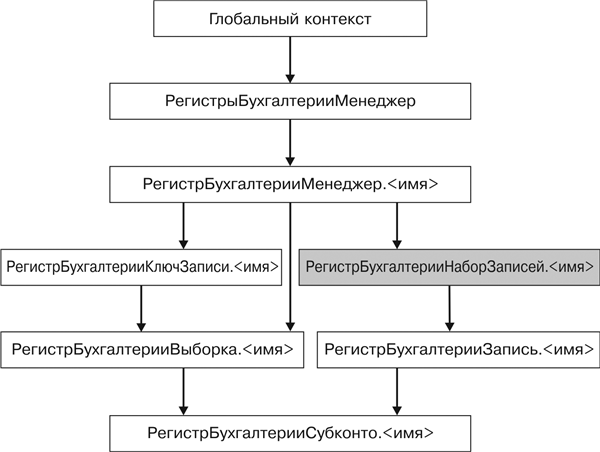 Глобальный контекст
РегистрыБухгалтерииМенеджер
РегистрБухгалтерииМенеджер.<имя>
РегистрБухгалтерииКлючЗаписи.<имя>
РегистрБухгалтерииНаборЗаписей.<имя>
РегистрБухгалтерииВыборка.<имя>
РегистрБухгалтерииЗапись.<имя>
РегистрБухгалтерииСубконто.<имя>